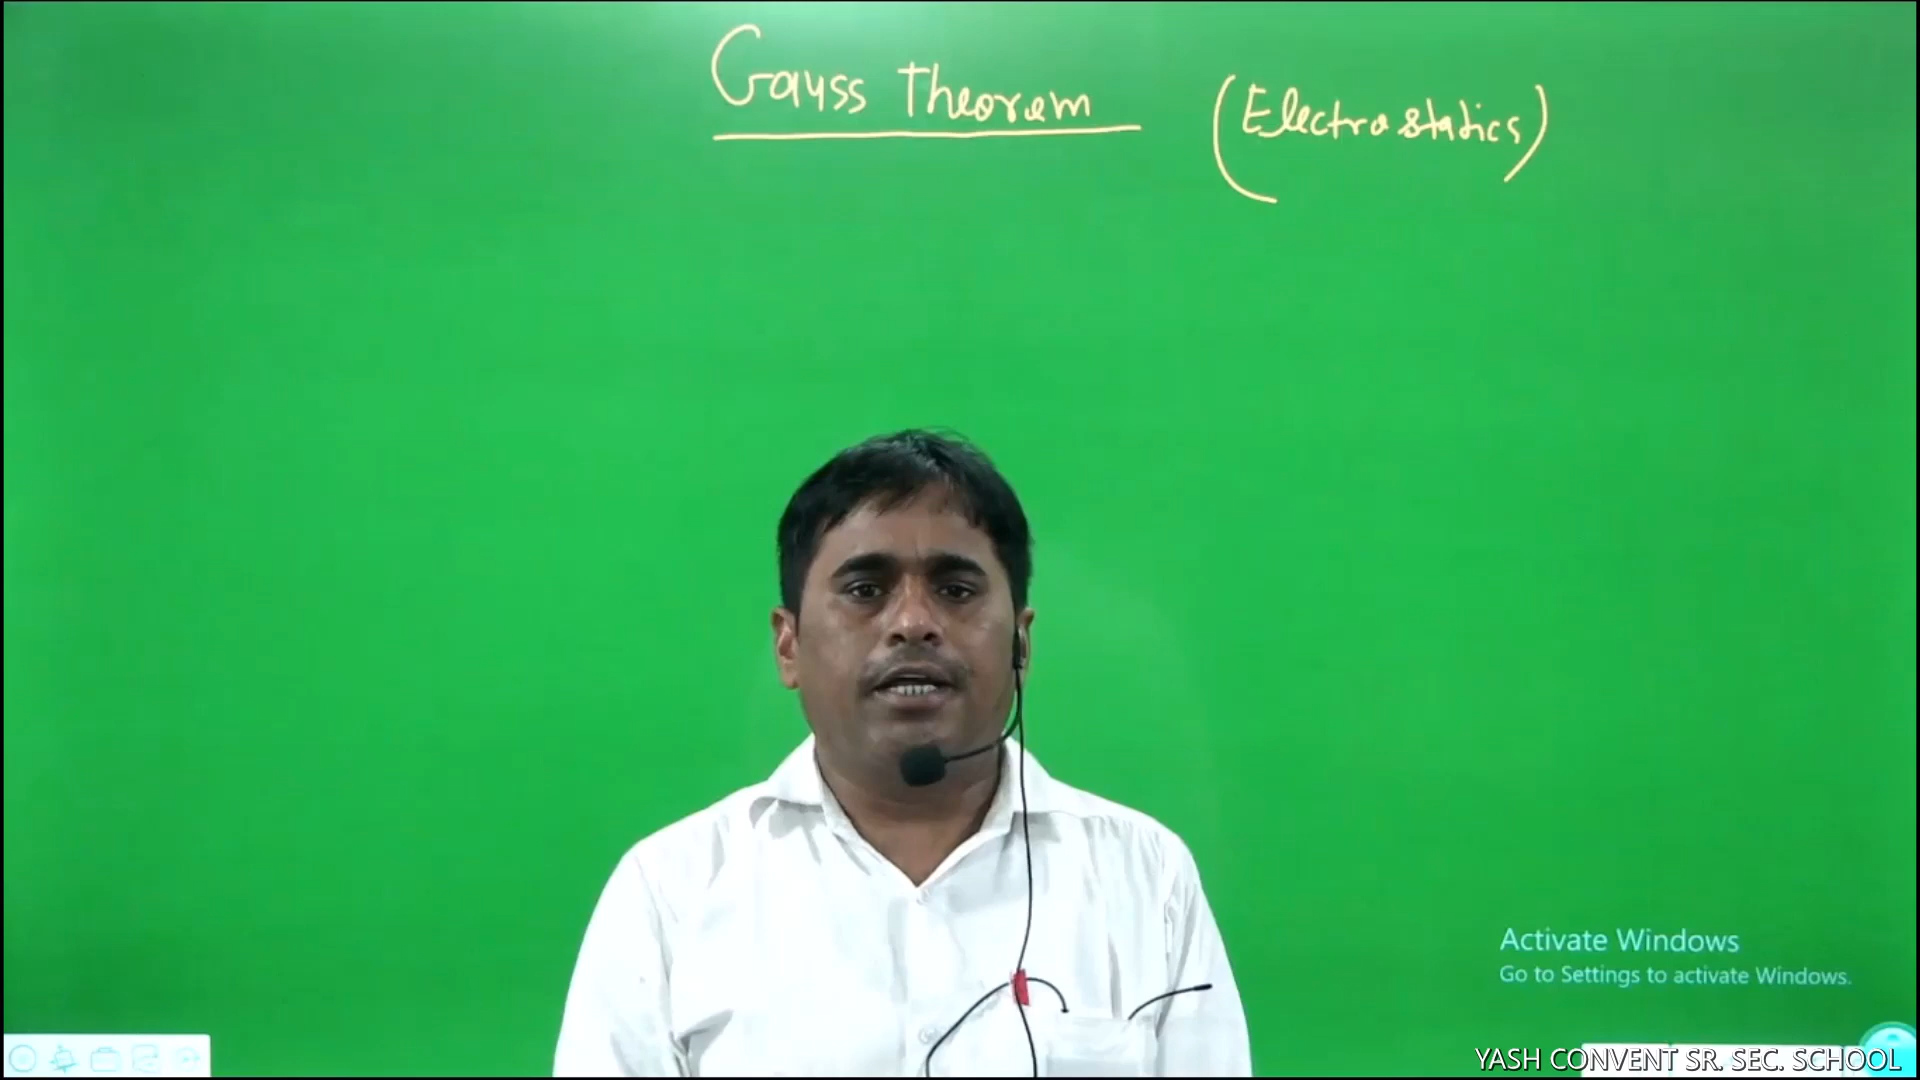 Gauss Theorem (Electrostatics)
Activate Windows
Go to Settings to activate Windows.
YASH CONVENT SR. SEC. SCHOOL